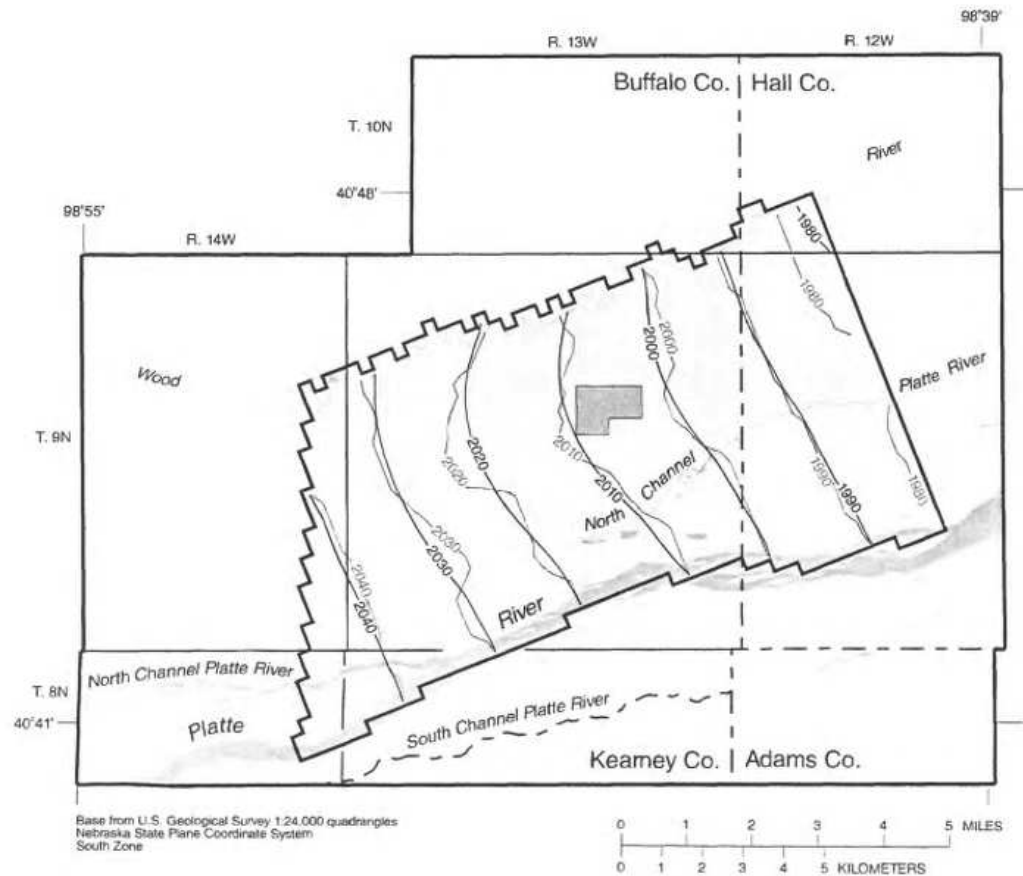 98°39'
R. 13W
R. 12W
Buffalo Co.
Hall Co.
T. 10N
River
40°48'
98°55'
R. 14W
1980
1980
2000
2000
Wood
Platte River
T. 9N
2020
2020
2010
2010
Channel
North
1990
1990
1980
2030
2030
2040
2040
River
North Channel Platte River
T. 8N
40°41'
Platte
South Channel Platte River
Kearney Co.
Adams Co.
Base from U.S. Geological Survey 1:24,000 quadrangles
Nebraska State Plane Coordinate System
South Zone
0 1 2 3 4 5 MILES
0 1 2 3 4 5 KILOMETERS